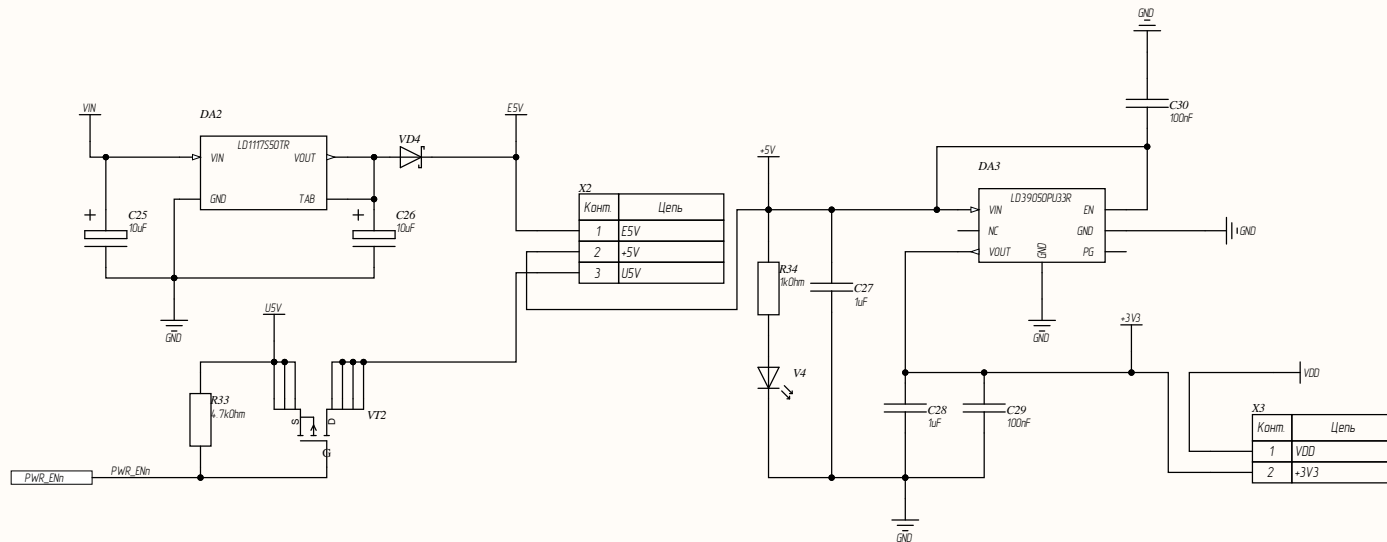 GND
C30
100nF
VIN
DA2
LD1117S50TR
VIN
VOUT
GND
TAB
VD4
E5V
C25
10uF
C26
10uF
GND
X2
Конт.
Цепь
1
E5V
2
+5V
3
U5V
+5V
DA3
LD39050PU33R
VIN
EN
NC
GND
VOUT
GND
PG
GND
GND
R34
1kOhm
C27
1uF
V4
U5V
R33
4.7kOhm
S
D
G
VT2
PWR_ENn
PWR_ENn
+3V3
C28
1uF
C29
100nF
GND
VDD
X3
Конт.
Цепь
1
VDD
2
+3V3